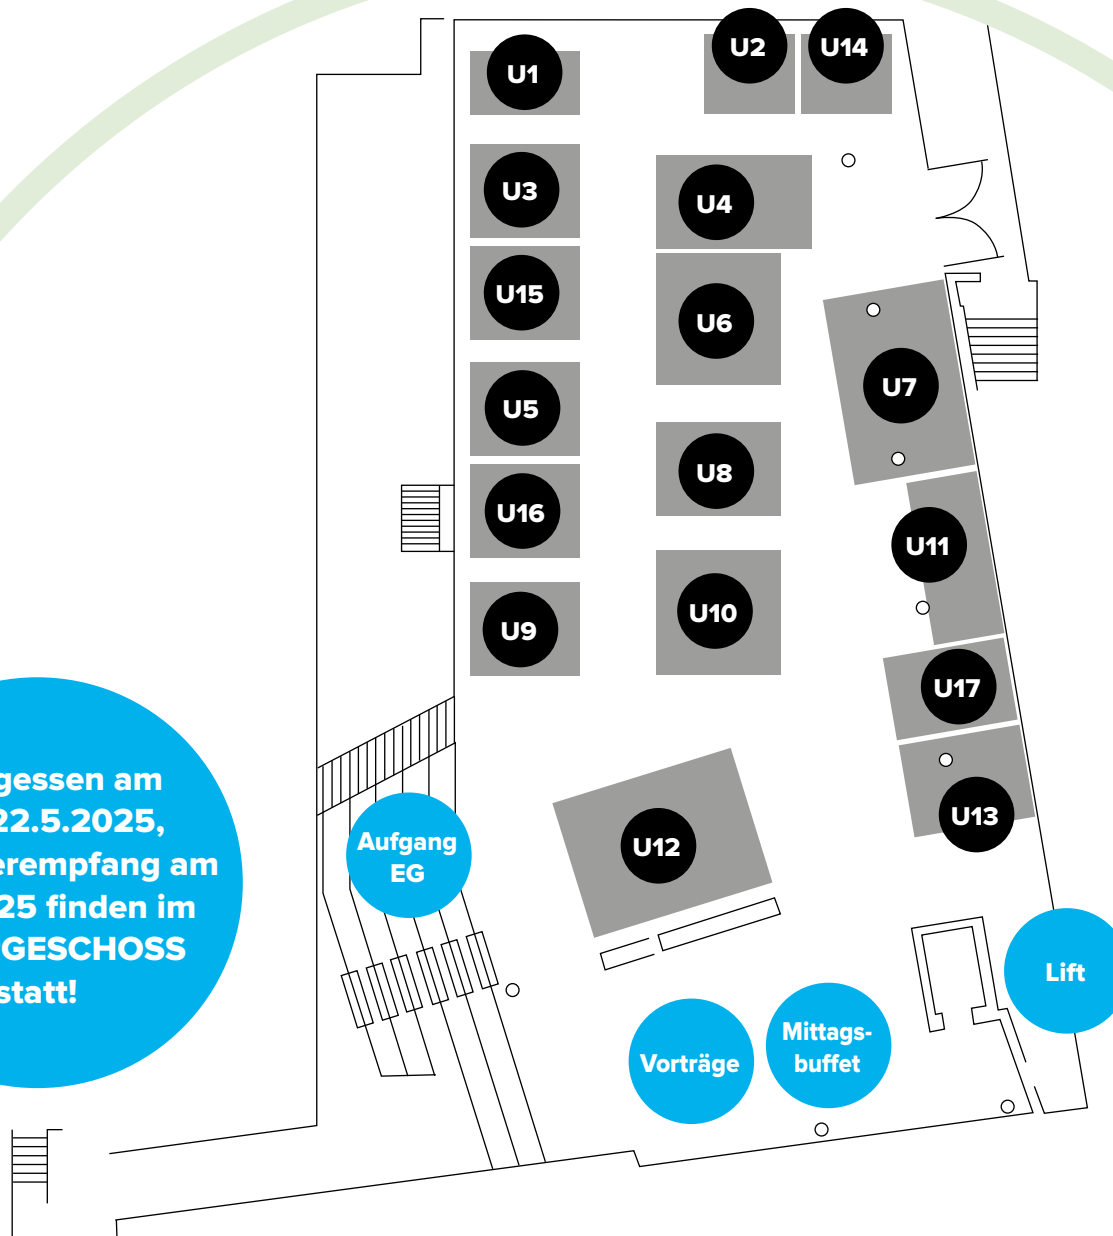 U1
U2
U14
U3
U4
U15
U6
U7
U5
U8
U16
U11
U10
U9
U17
gessen am
22.5.2025,
erempfang am
25 finden im
GESCHOSS
statt!
Aufgang
EG
U12
U13
Lift
Vorträge
Mittags-
buffet